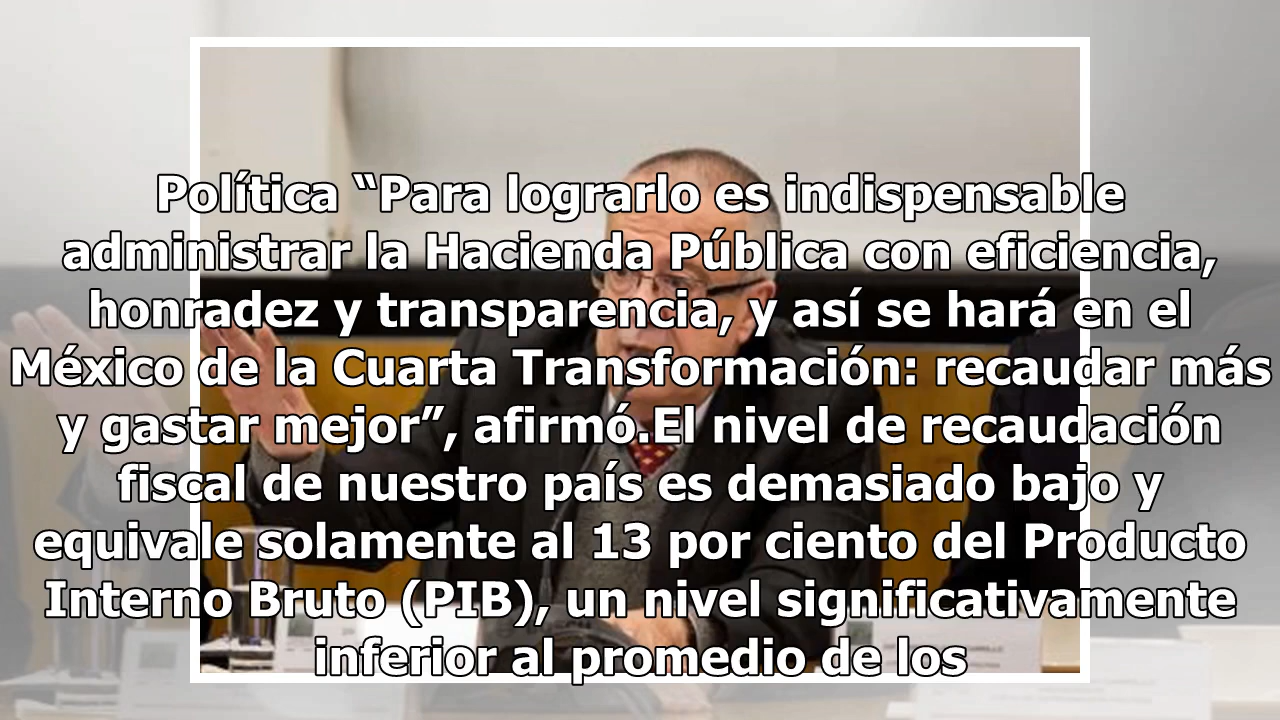 Política “Para lograrlo es indispensable
administrar la Hacienda Pública con eficiencia,
honradez y transparencia, y así se hará en el
México de la Cuarta Transformación: recaudar más
y gastar mejor”, afirmó.El nivel de recaudación
fiscal de nuestro país es demasiado bajo y
equivale solamente al 13 por ciento del Producto
Interno Bruto (PIB), un nivel significativamente
inferior al promedio de los